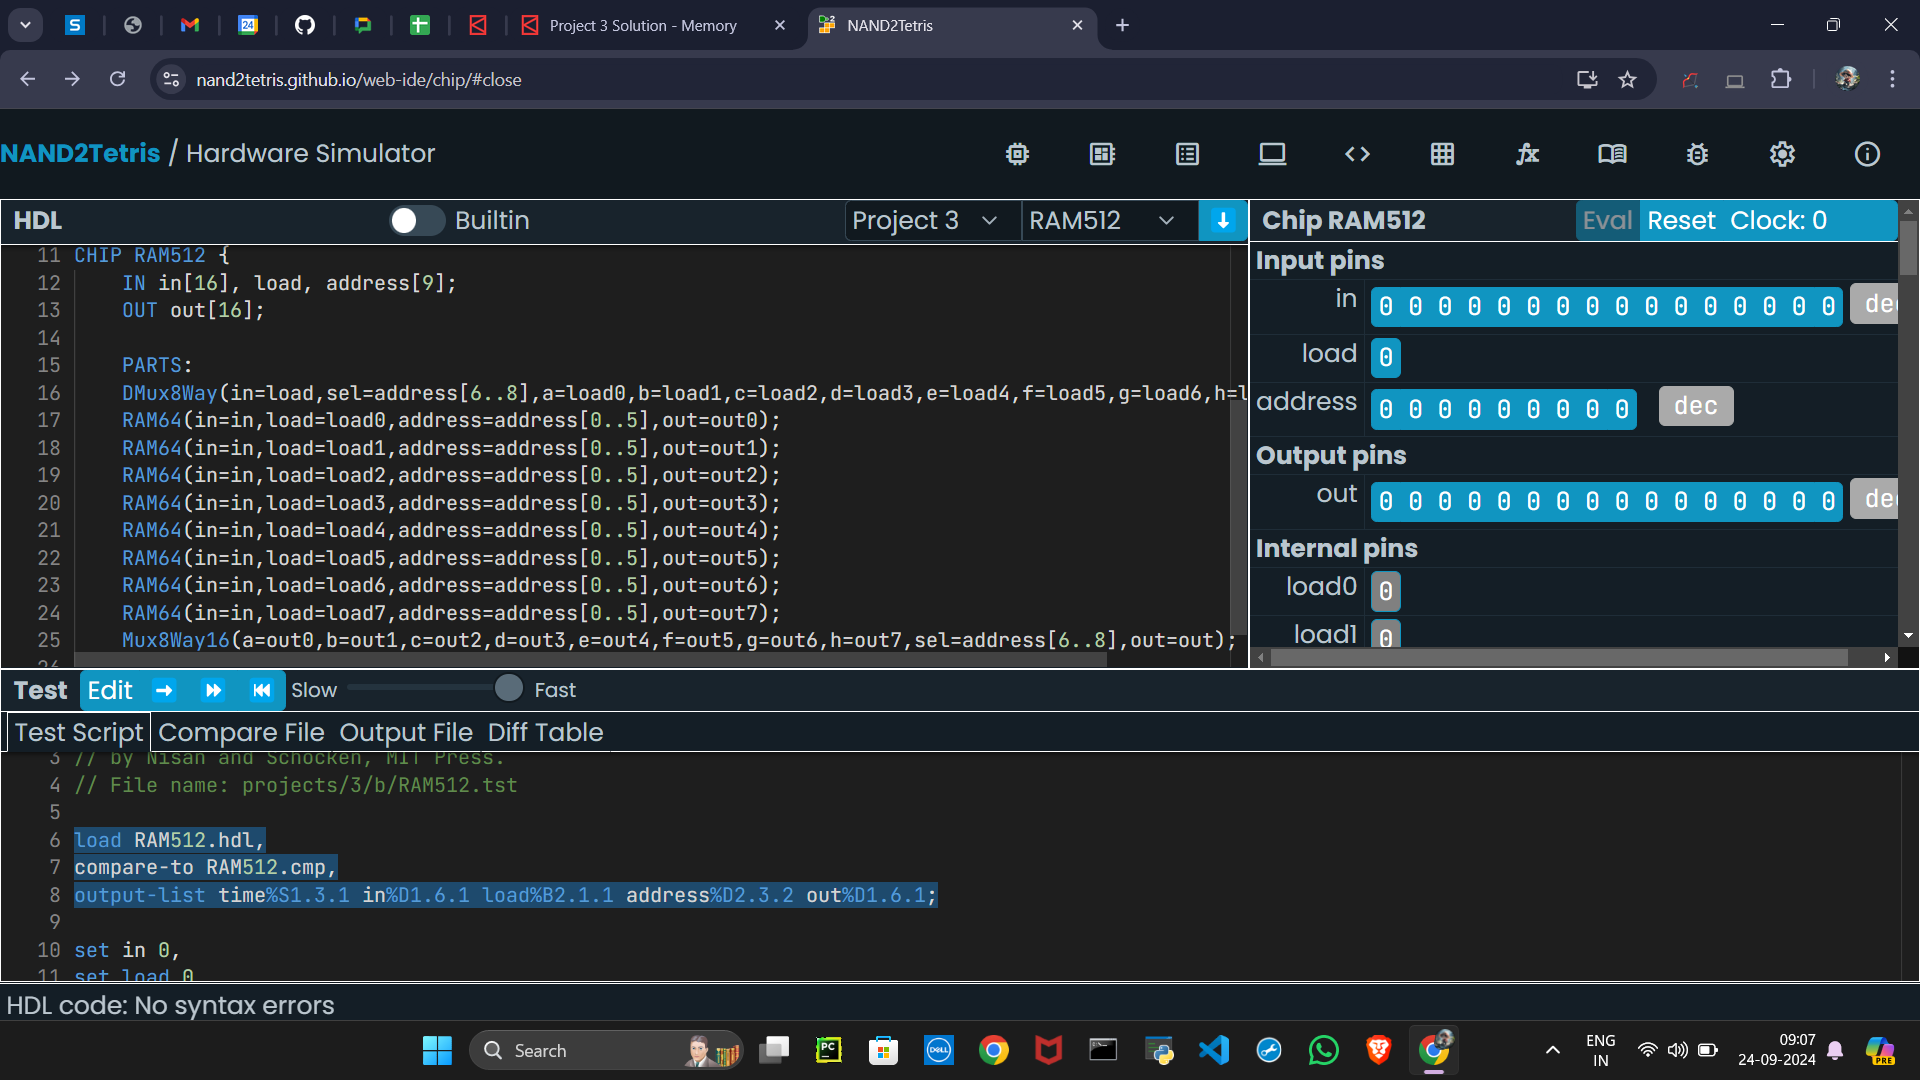 Project 3 Solution - Memory
NAND2Tetris
nand2tetris.github.io/web-ide/chip/#close
NAND2Tetris / Hardware Simulator
HDL
Builtin
Project 3
RAM512
11 CHIP RAM512 {
12 IN in[16], load, address[9];
13 OUT out[16];
14
15 PARTS:
16 DMux8Way(in=load,sel=address[6..8],a=load0,b=load1,c=load2,d=load3,e=load4,f=load5,g=load6,h=l
17 RAM64(in=in,load=load0,address=address[0..5],out=out0);
18 RAM64(in=in,load=load1,address=address[0..5],out=out1);
19 RAM64(in=in,load=load2,address=address[0..5],out=out2);
20 RAM64(in=in,load=load3,address=address[0..5],out=out3);
21 RAM64(in=in,load=load4,address=address[0..5],out=out4);
22 RAM64(in=in,load=load5,address=address[0..5],out=out5);
23 RAM64(in=in,load=load6,address=address[0..5],out=out6);
24 RAM64(in=in,load=load7,address=address[0..5],out=out7);
25 Mux8Way16(a=out0,b=out1,c=out2,d=out3,e=out4,f=out5,g=out6,h=out7,sel=address[6..8],out=out);
26
Chip RAM512
Eval Reset Clock: 0
Input pins
in 0 0 0 0 0 0 0 0 0 0 0 0 0 0 0 0 dec
load 0
address 0 0 0 0 0 0 0 0 0 dec
Output pins
out 0 0 0 0 0 0 0 0 0 0 0 0 0 0 0 0 dec
Internal pins
load0 0
load1 0
Test Edit Slow Fast
Test Script Compare File Output File Diff Table
3 // by Nisan and Schocken, MIT Press.
4 // File name: projects/3/b/RAM512.tst
5
6 load RAM512.hdl,
7 compare-to RAM512.cmp,
8 output-list time%S1.3.1 in%D1.6.1 load%B2.1.1 address%D2.3.2 out%D1.6.1;
9
10 set in 0,
11 set load 0
HDL code: No syntax errors
Search
ENG
IN
09:07
24-09-2024